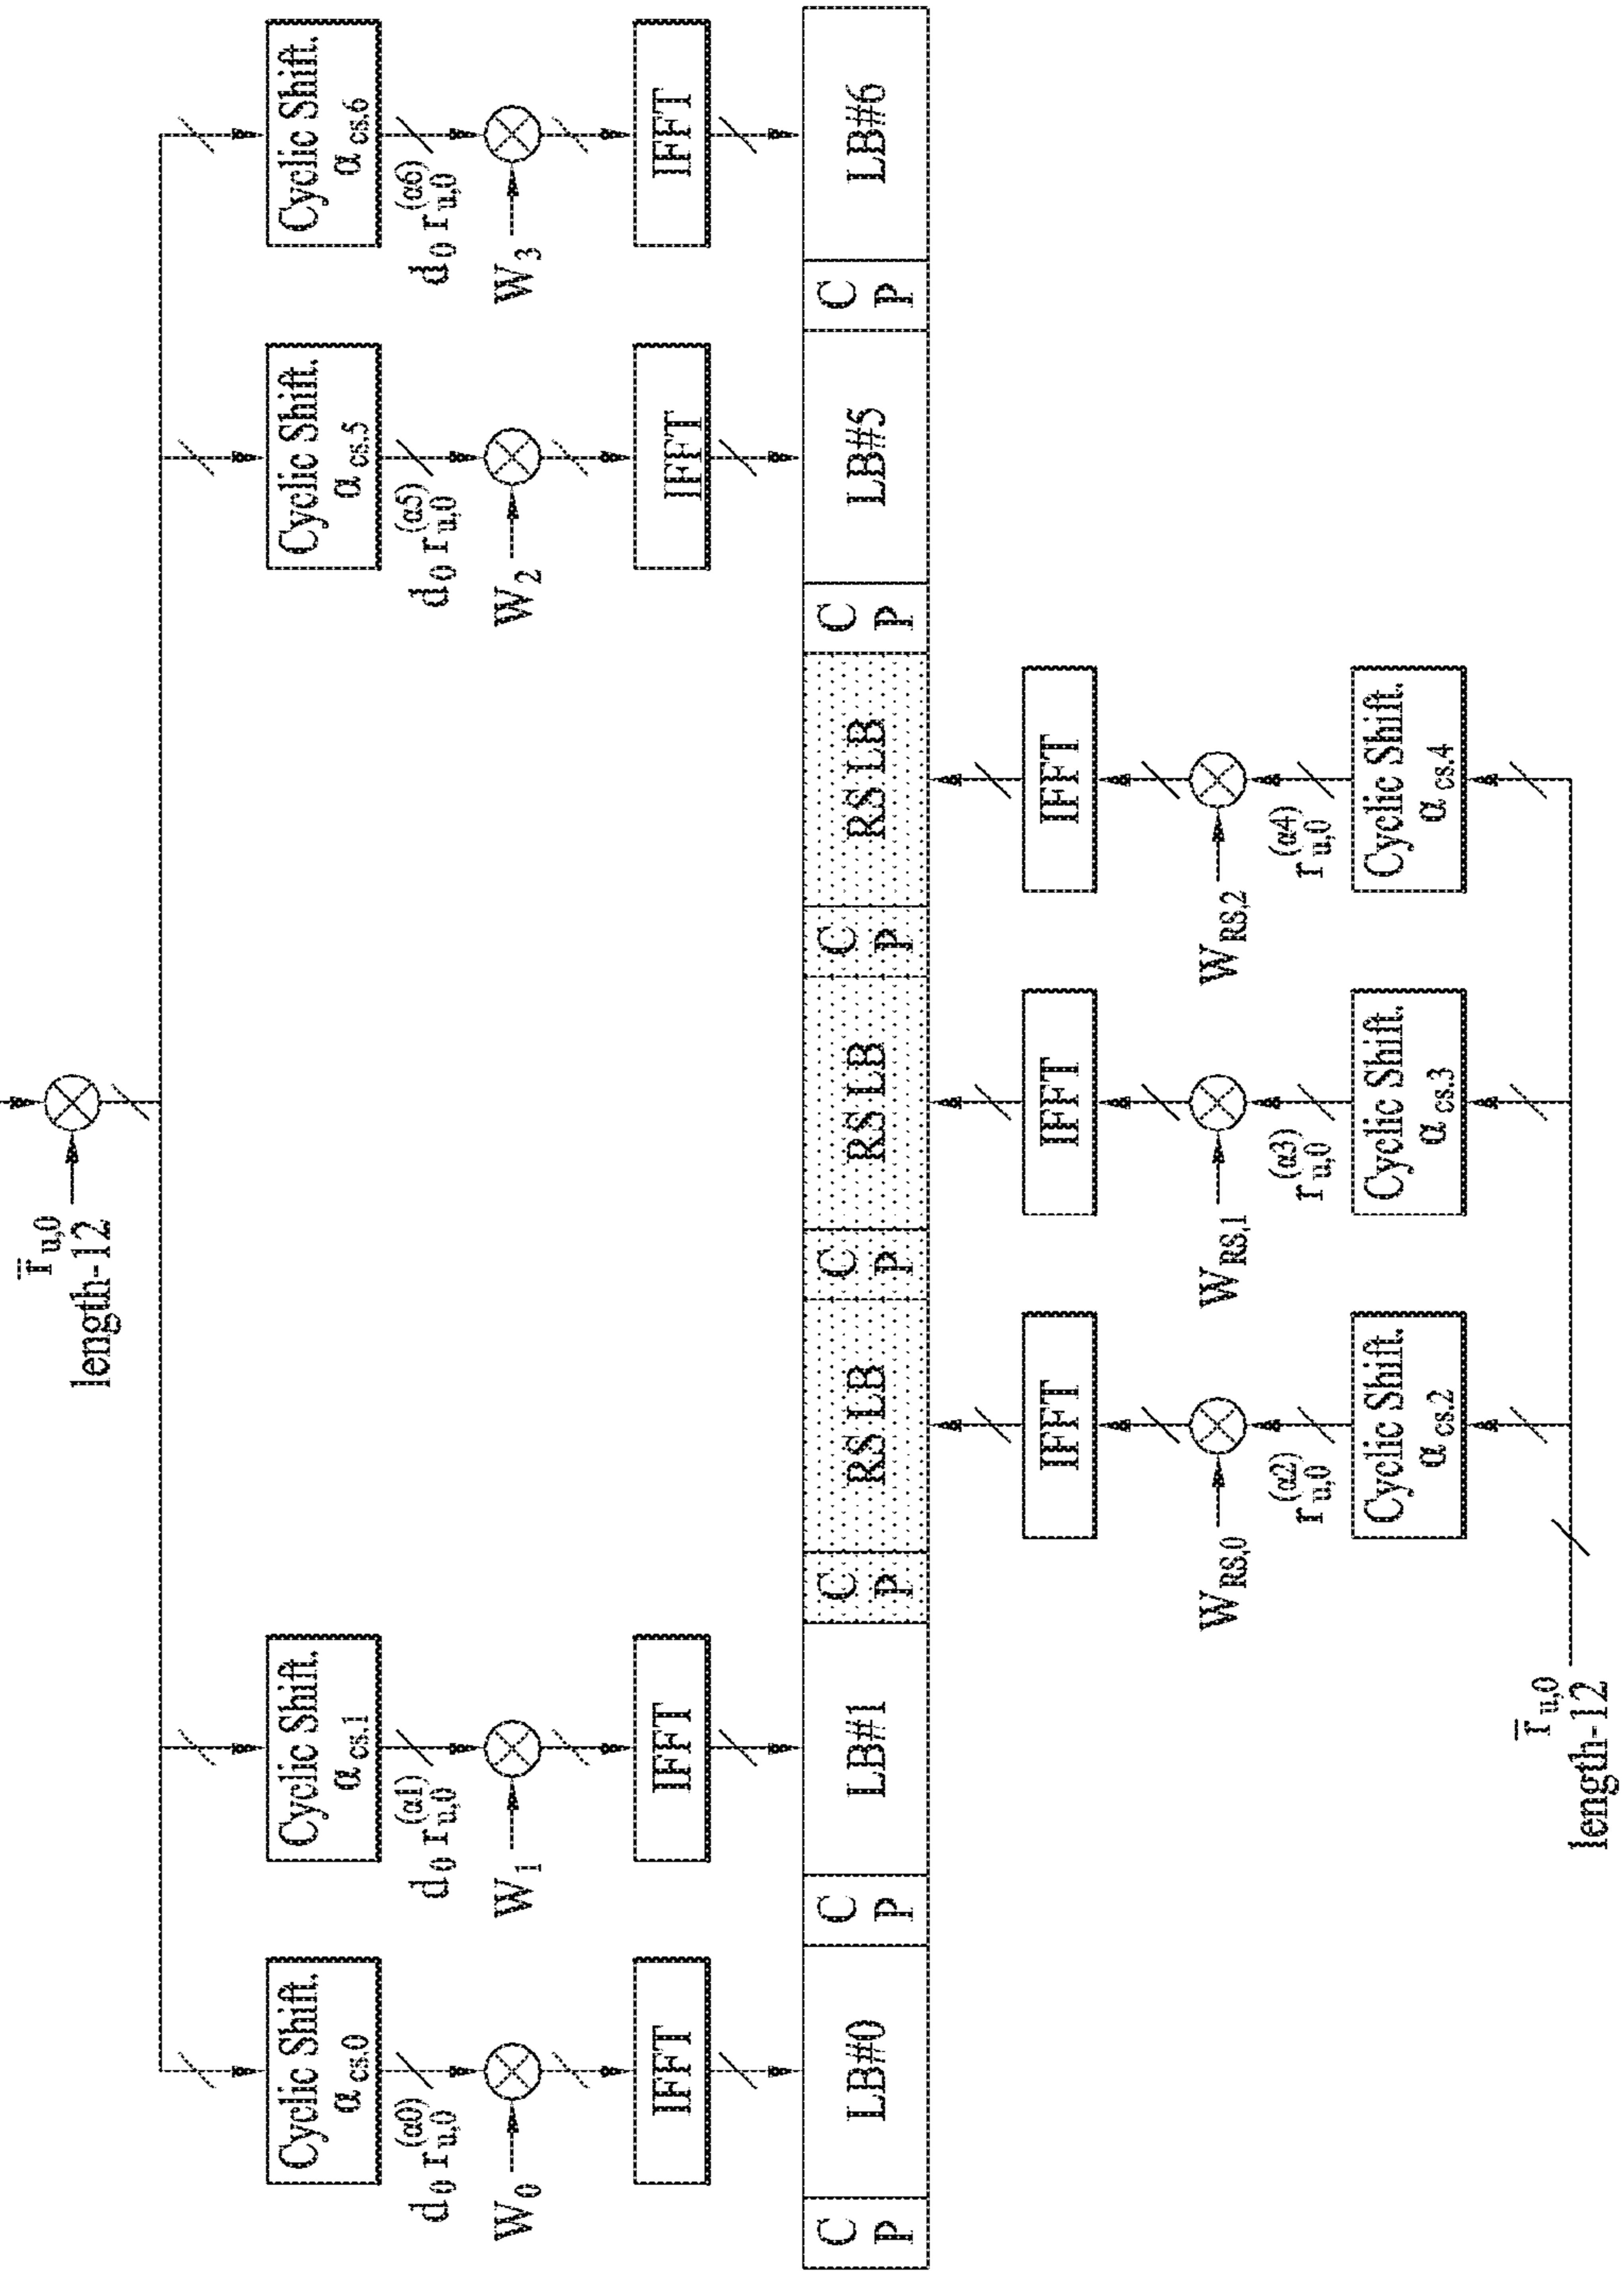 r̄u,0
length-12
Cyclic Shift.
αcs.0
Cyclic Shift.
αcs.1
Cyclic Shift.
αcs.5
Cyclic Shift.
αcs.6
d0 ru,0(α0)
d0 ru,0(α1)
d0 ru,0(α5)
d0 ru,0(α6)
W0
W1
W2
W3
IFFT
IFFT
IFFT
IFFT
C
P
LB#0
C
P
LB#1
C
P
RS LB
C
P
RS LB
C
P
RS LB
C
P
LB#5
C
P
LB#6
IFFT
IFFT
IFFT
WRS,0
WRS,1
WRS,2
ru,0(α2)
ru,0(α3)
ru,0(α4)
Cyclic Shift.
αcs.2
Cyclic Shift.
αcs.3
Cyclic Shift.
αcs.4
r̄u,0
length-12